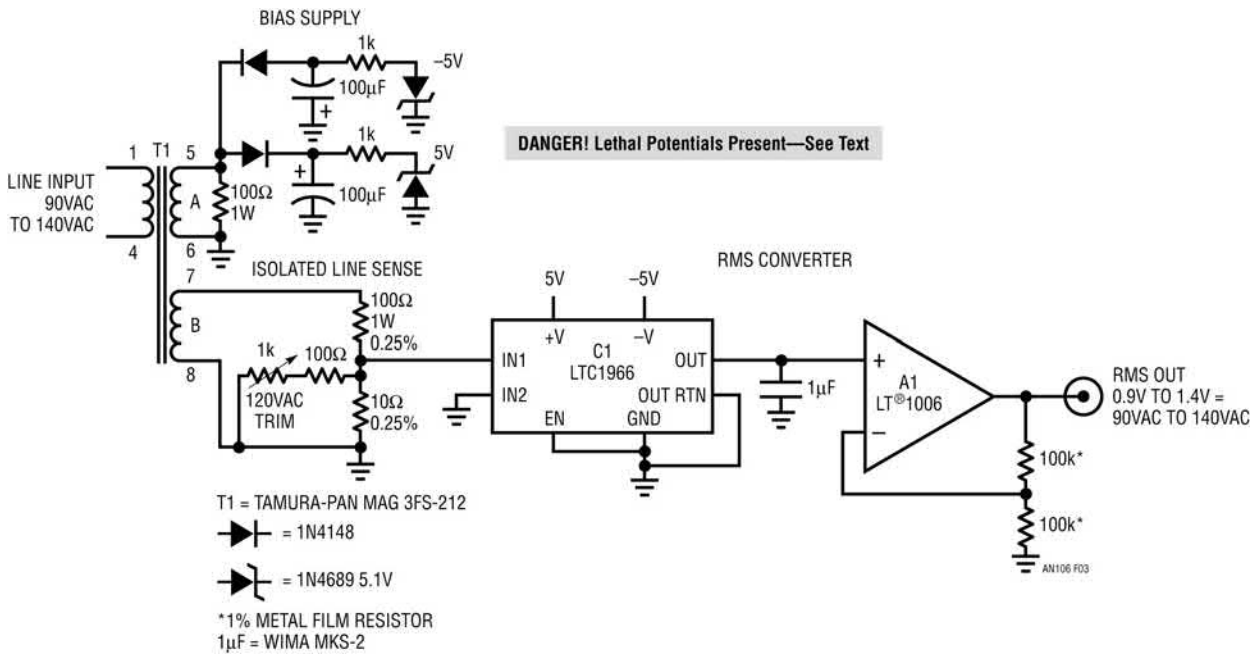 BIAS SUPPLY
1k
–5V
100µF
+
DANGER! Lethal Potentials Present—See Text
1k
5V
+
100µF
1
T1
5
LINE INPUT
90VAC
TO 140VAC
A
100Ω
1W
4
6
7
ISOLATED LINE SENSE
B
8
100Ω
1W
0.25%
1k
100Ω
120VAC
TRIM
10Ω
0.25%
RMS CONVERTER
5V
–5V
+V
–V
C1
LTC1966
IN1
OUT
IN2
OUT RTN
EN
GND
1µF
+
A1
LT®1006
–
RMS OUT
0.9V TO 1.4V =
90VAC TO 140VAC
100k*
100k*
AN106 F03
T1 = TAMURA-PAN MAG 3FS-212
= 1N4148
= 1N4689 5.1V
*1% METAL FILM RESISTOR
1µF = WIMA MKS-2